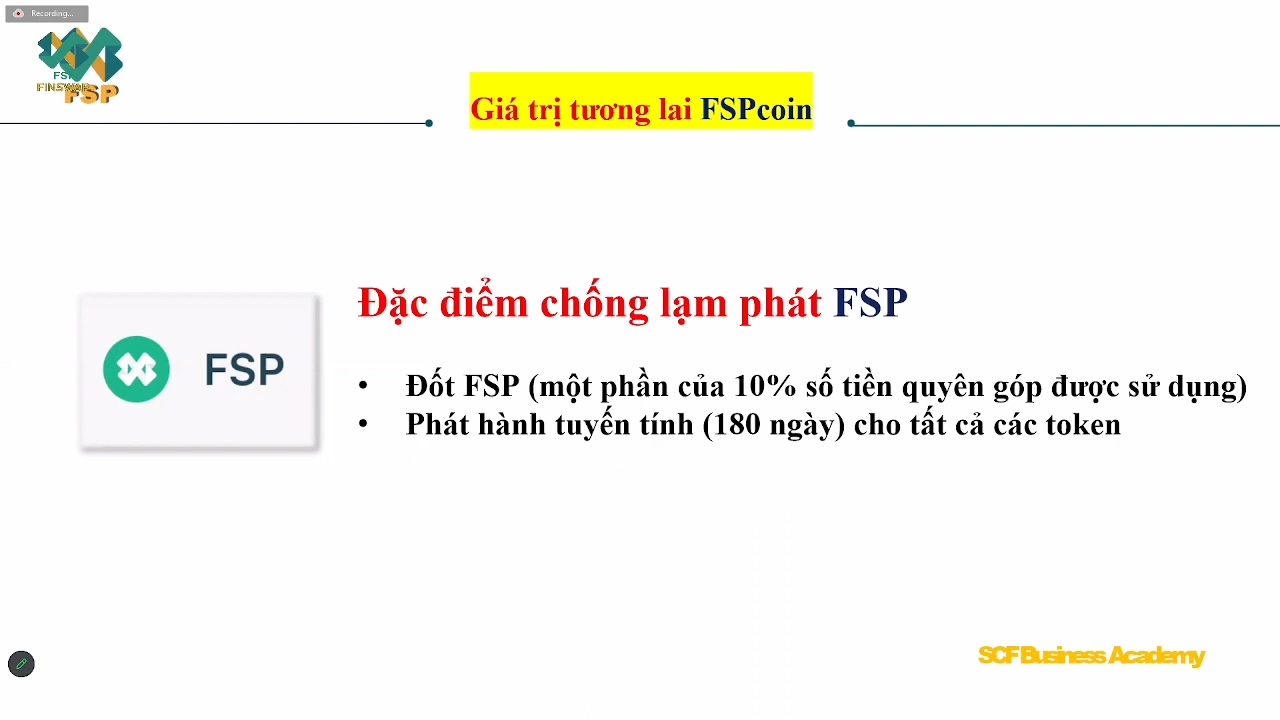 Recording...
FINSWAP
FSP
Giá trị tương lai FSPcoin
Đặc điểm chống lạm phát FSP
FSP
• Đốt FSP (một phần của 10% số tiền quyên góp được sử dụng)
• Phát hành tuyến tính (180 ngày) cho tất cả các token
SCF Business Academy